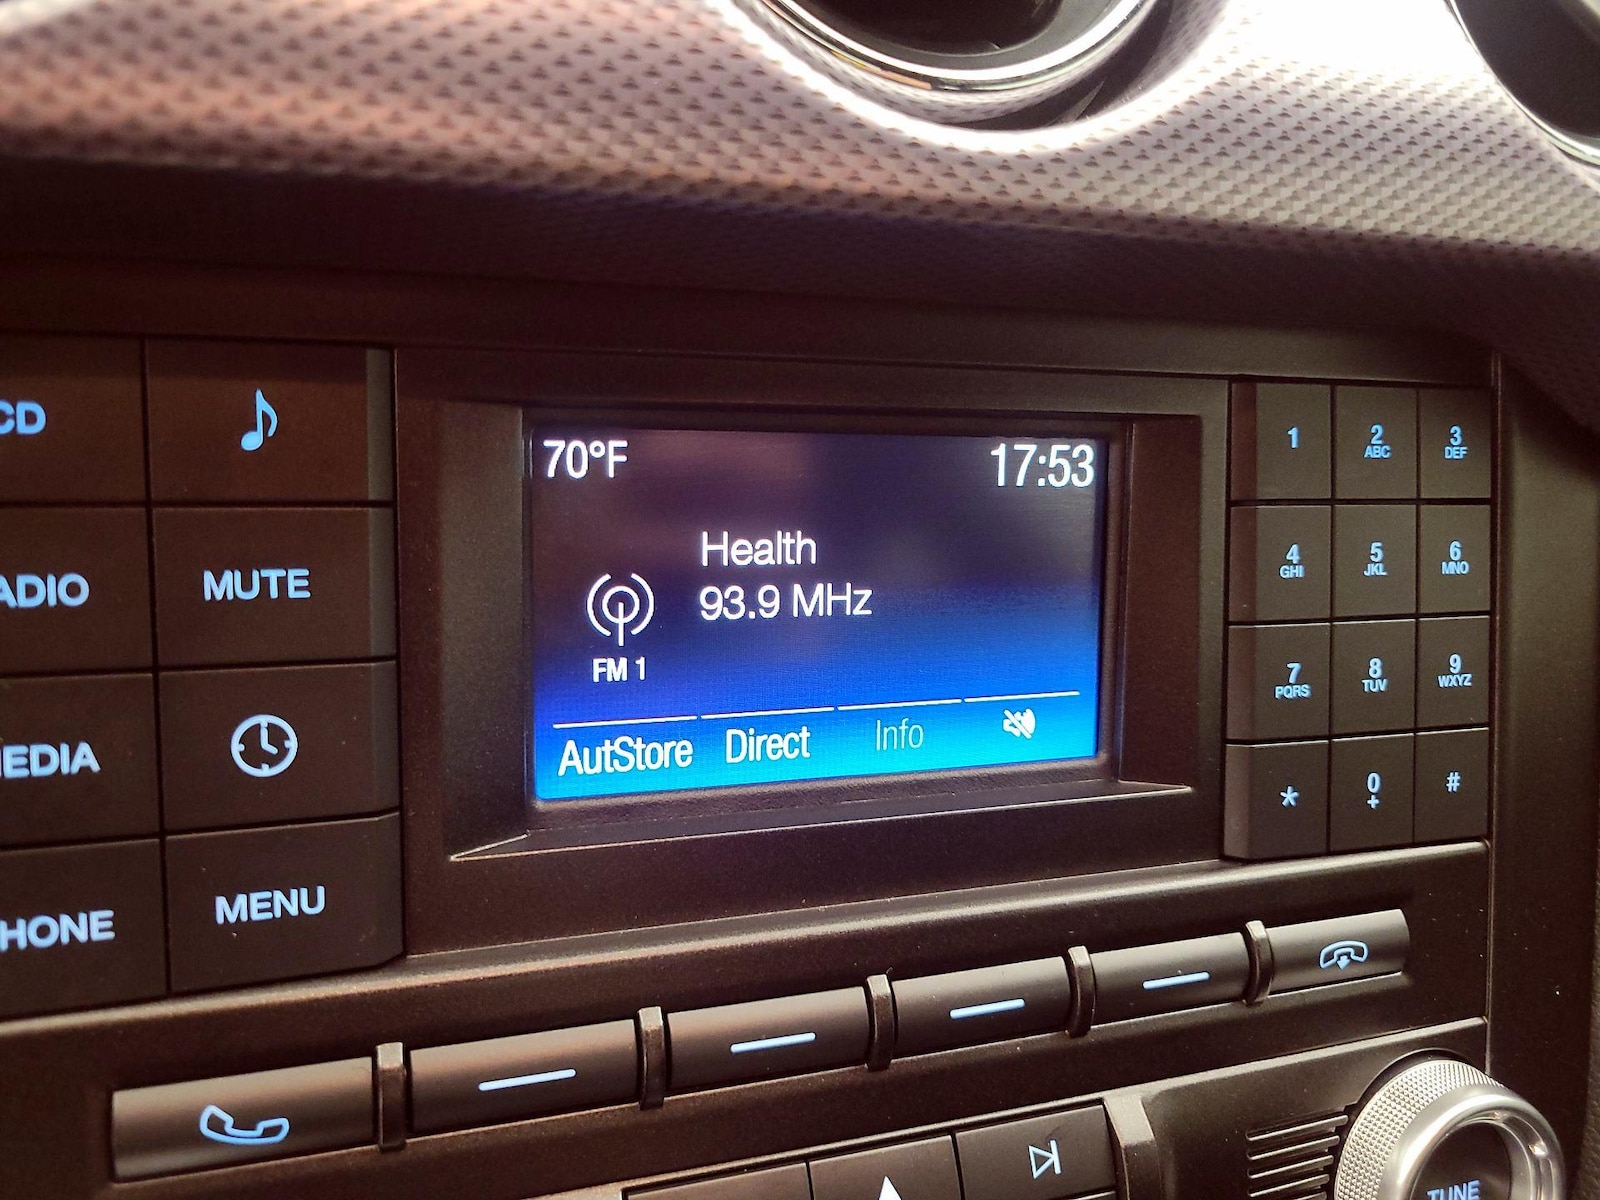 70°F 17:53
Health
93.9 MHz
FM 1
AutStore Direct Info
CD
ADIO
MUTE
EDIA
HONE
MENU
1 2 ABC 3 DEF
4 GHI 5 JKL 6 MNO
7 PQRS 8 TUV 9 WXYZ
* 0 + #
TUNE